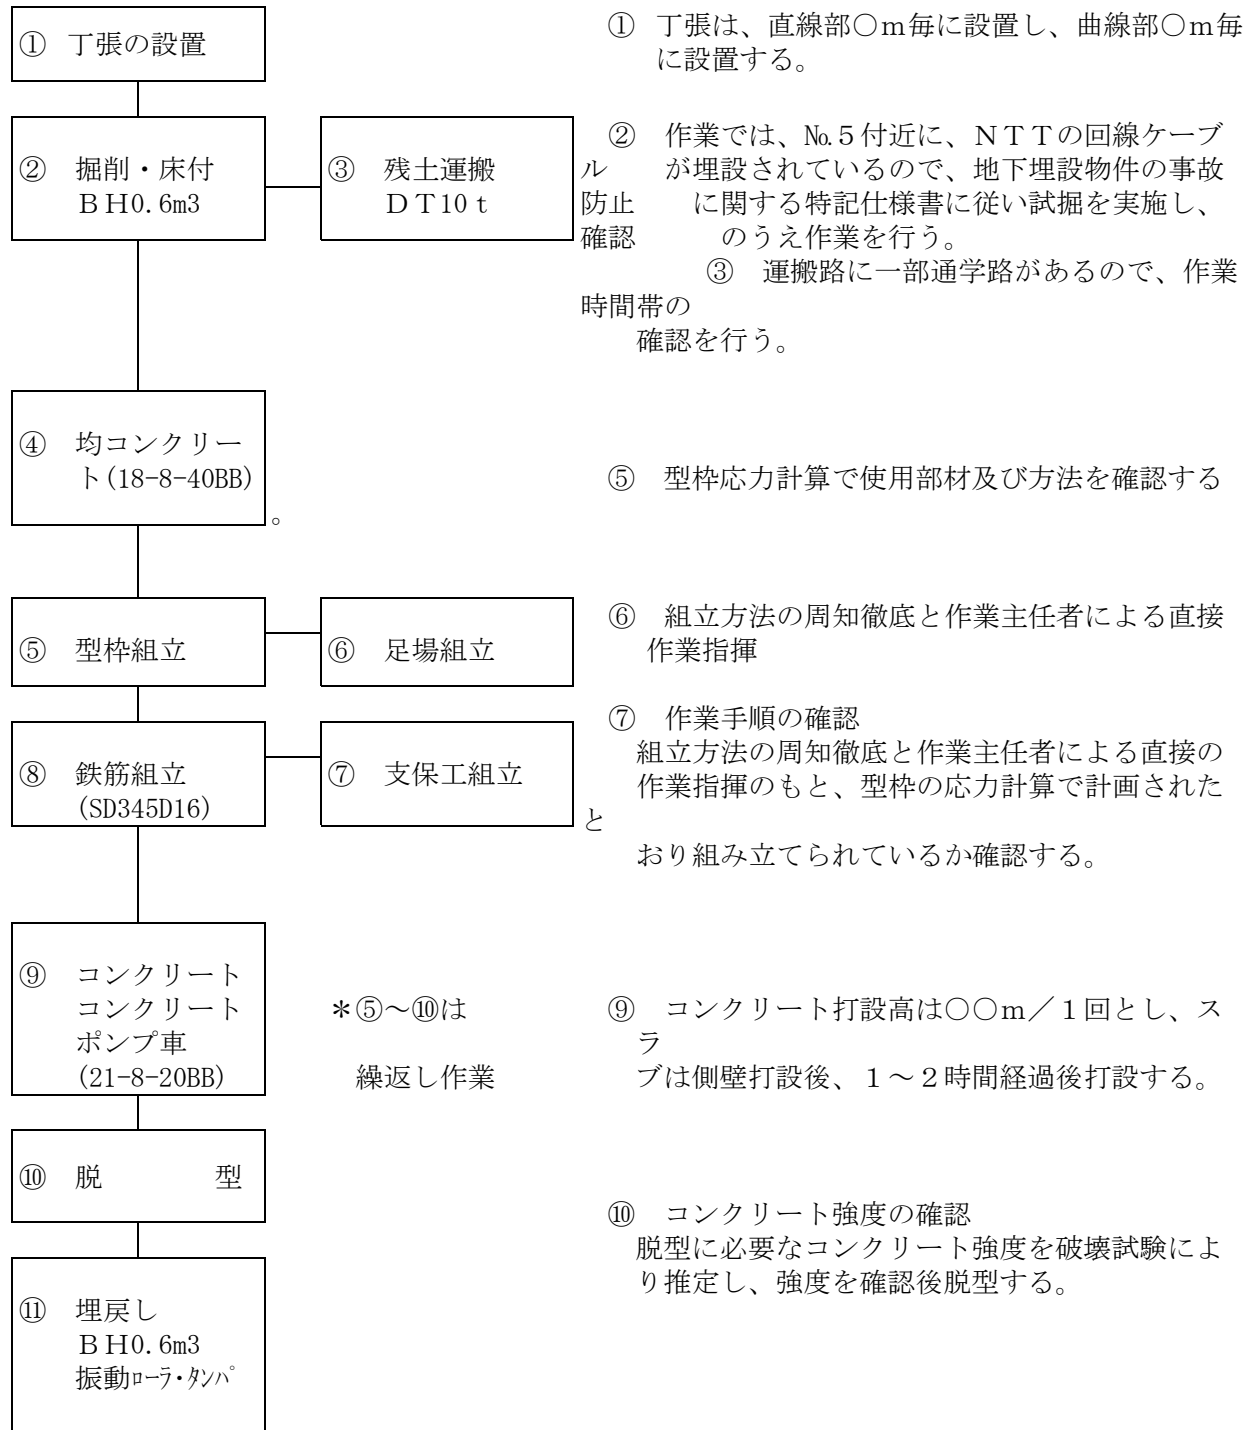 ① 丁張の設置
① 丁張は、直線部○ｍ毎に設置し、曲線部○ｍ毎
に設置する。
② 掘削・床付
ＢＨ0.6m3
③ 残土運搬
ＤＴ10ｔ
② 作業では、№５付近に、ＮＴＴの回線ケーブ
ル が埋設されているので、地下埋設物件の事故
防止 に関する特記仕様書に従い試掘を実施し、
確認 のうえ作業を行う。
③ 運搬路に一部通学路があるので、作業
時間帯の
確認を行う。
④ 均コンクリー
ト(18-8-40BB)
⑤ 型枠応力計算で使用部材及び方法を確認する
。
⑤ 型枠組立
⑥ 足場組立
⑥ 組立方法の周知徹底と作業主任者による直接
作業指揮
⑧ 鉄筋組立
(SD345D16)
⑦ 支保工組立
⑦ 作業手順の確認
組立方法の周知徹底と作業主任者による直接の
作業指揮のもと、型枠の応力計算で計画された
と
おり組み立てられているか確認する。
⑨ コンクリート
コンクリート
ポンプ車
(21-8-20BB)
＊⑤～⑩は
繰返し作業
⑨ コンクリート打設高は○○ｍ／１回とし、ス
ラ
ブは側壁打設後、１～２時間経過後打設する。
⑩ 脱 型
⑩ コンクリート強度の確認
脱型に必要なコンクリート強度を破壊試験によ
り推定し、強度を確認後脱型する。
⑪ 埋戻し
ＢＨ0.6m3
振動ﾛｰﾗ・ﾀﾝﾊﾟ